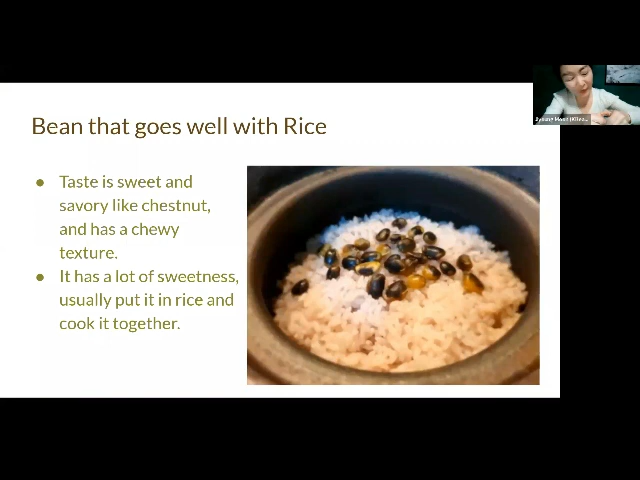 Bean that goes well with Rice
● Taste is sweet and
savory like chestnut,
and has a chewy
texture.
● It has a lot of sweetness,
usually put it in rice and
cook it together.